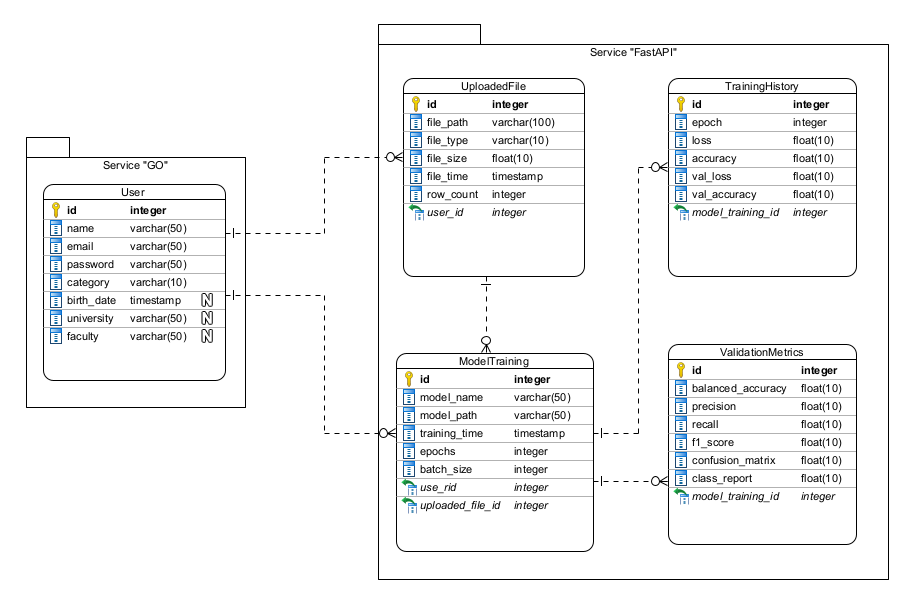 Service "GO"
User
id integer
name varchar(50)
email varchar(50)
password varchar(50)
category varchar(10)
birth_date timestamp N
university varchar(50) N
faculty varchar(50) N
Service "FastAPI"
UploadedFile
id integer
file_path varchar(100)
file_type varchar(10)
file_size float(10)
file_time timestamp
row_count integer
user_id integer
TrainingHistory
id integer
epoch integer
loss float(10)
accuracy float(10)
val_loss float(10)
val_accuracy float(10)
model_training_id integer
ModelTraining
id integer
model_name varchar(50)
model_path varchar(50)
training_time timestamp
epochs integer
batch_size integer
use_rid integer
uploaded_file_id integer
ValidationMetrics
id integer
balanced_accuracy float(10)
precision float(10)
recall float(10)
f1_score float(10)
confusion_matrix float(10)
class_report float(10)
model_training_id integer